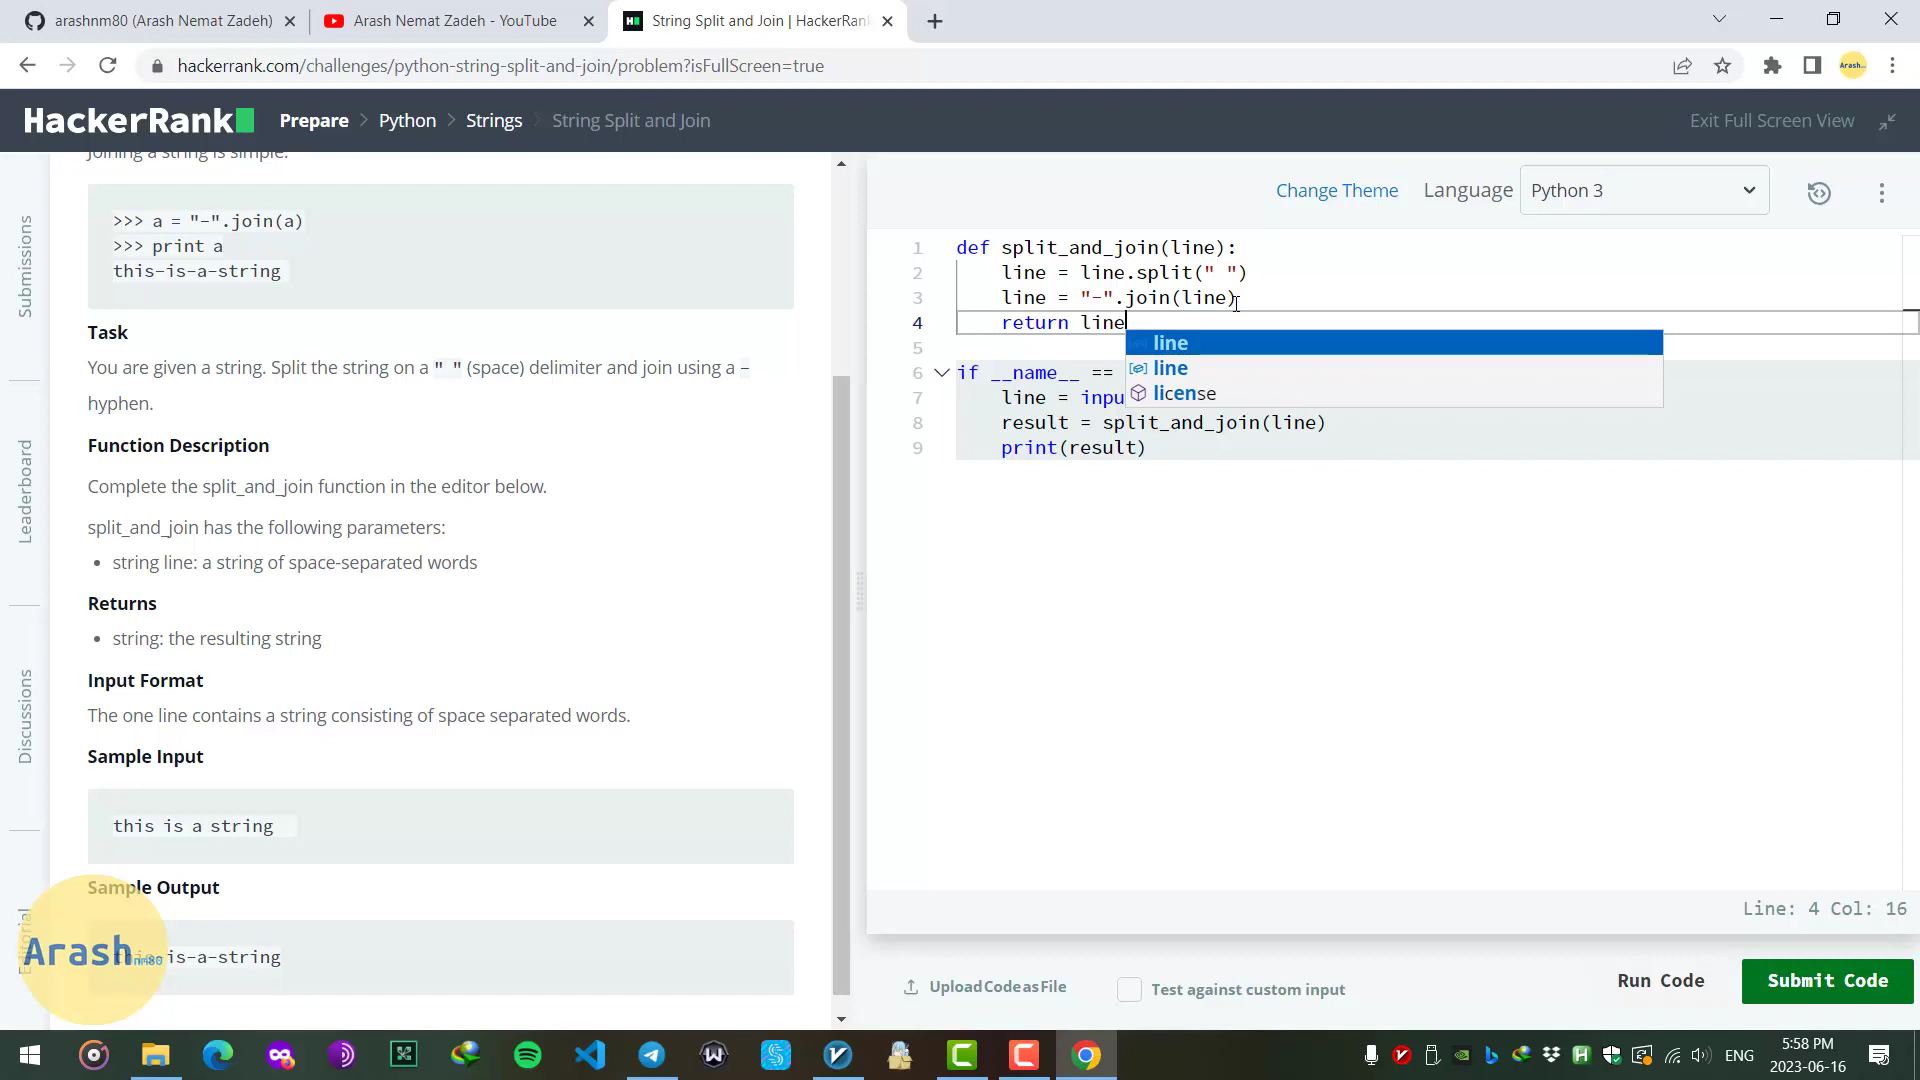 arashnm80 (Arash Nemat Zadeh)
Arash Nemat Zadeh - YouTube
String Split and Join | HackerRank
hackerrank.com/challenges/python-string-split-and-join/problem?isFullScreen=true
Arash
HackerRank
Prepare > Python > Strings > String Split and Join
Exit Full Screen View
Submissions
Leaderboard
Discussions
Editorial
Joining a string is simple:
>>> a = "-".join(a)
>>> print a
this-is-a-string
Task
You are given a string. Split the string on a " " (space) delimiter and join using a -
hyphen.
Function Description
Complete the split_and_join function in the editor below.
split_and_join has the following parameters:
• string line: a string of space-separated words
Returns
• string: the resulting string
Input Format
The one line contains a string consisting of space separated words.
Sample Input
this is a string
Sample Output
this-is-a-string
Arash
nm80
Change Theme
Language
Python 3
1 def split_and_join(line):
2 line = line.split(" ")
3 line = "-".join(line)
4 return line
5
6 if __name__ ==
7 line = inpu
8 result = split_and_join(line)
9 print(result)
line
line
license
Line: 4 Col: 16
Upload Code as File
Test against custom input
Run Code
Submit Code
ENG
5:58 PM
2023-06-16